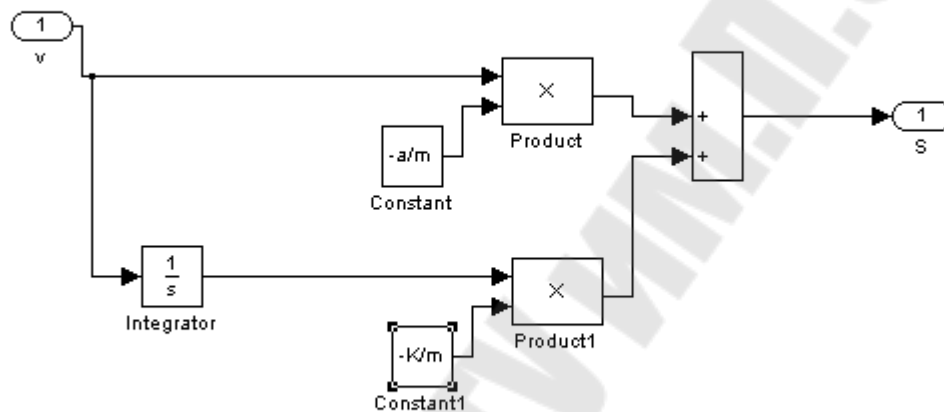 1
v
×
Product
-a/m
Constant
+
+
1
S
1
s
Integrator
×
Product1
-K/m
Constant1